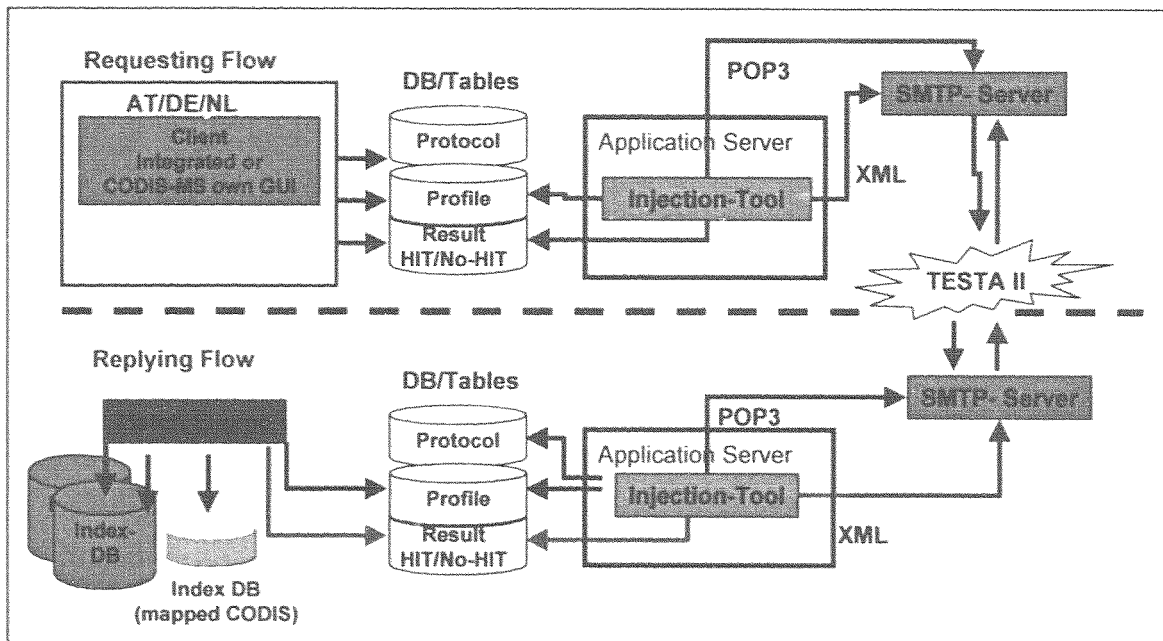 Requesting Flow
AT/DE/NL
Client
Integrated or
CODIS-MS own GUI
DB/Tables
Protocol
Profile
Result
HIT/No-HIT
POP3
Application Server
Injection-Tool
XML
SMTP- Server
TESTA II
Replying Flow
Index-
DB
Index DB
(mapped CODIS)
DB/Tables
Protocol
Profile
Result
HIT/No-HIT
POP3
Application Server
Injection-Tool
XML
SMTP- Server